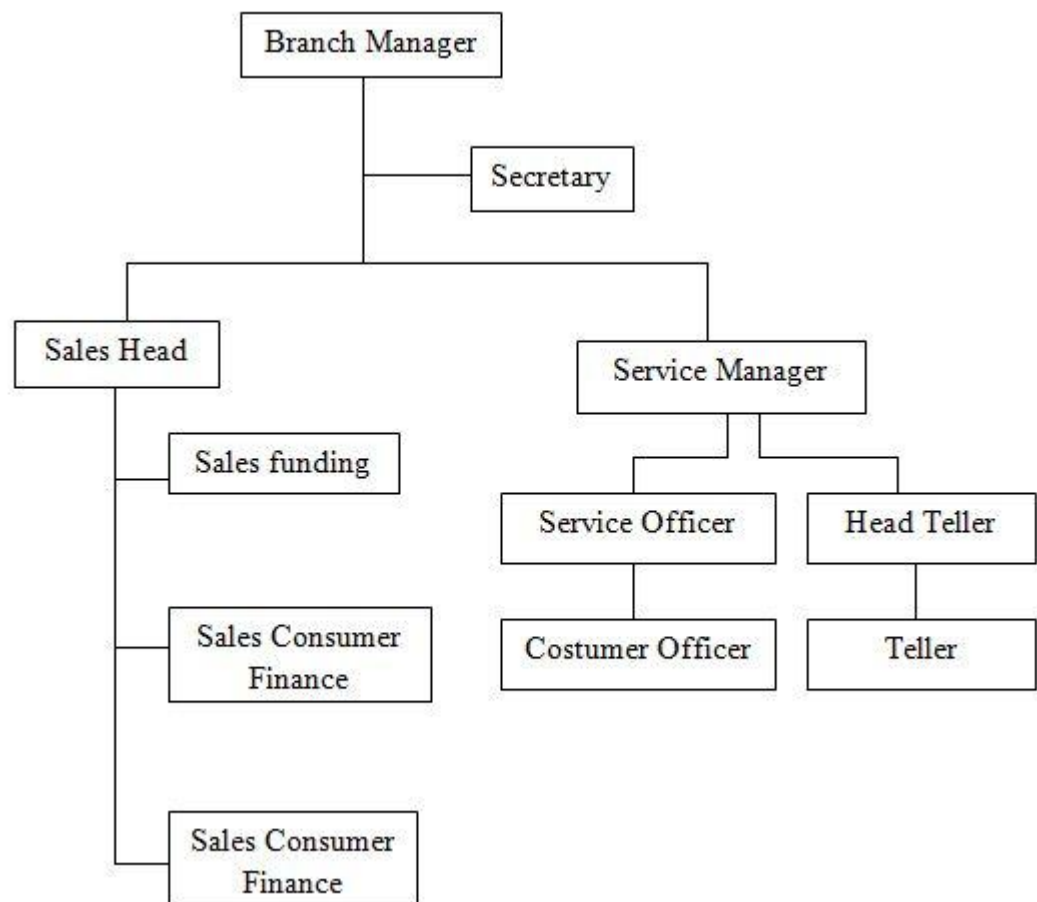 Branch Manager
Secretary
Sales Head
Service Manager
Sales funding
Service Officer
Head Teller
Sales Consumer
Finance
Costumer Officer
Teller
Sales Consumer
Finance